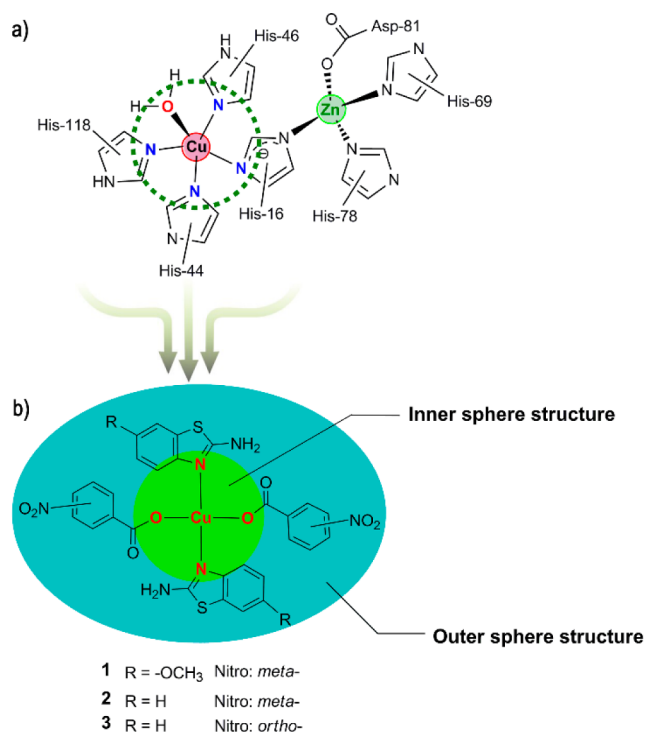 a)
His-46
Asp-81
O
O
H
N
N
H
H
O
N
Zn
N
His-69
His-118
N
Cu
N
N
HN
N
N
N
N
His-16
His-78
N
His-44
b)
R
S
NH₂
N
Inner sphere structure
O₂N
O
Cu
O
O
NO₂
O
N
H₂N
S
R
Outer sphere structure
1 R = -OCH₃ Nitro: meta-
2 R = H Nitro: meta-
3 R = H Nitro: ortho-